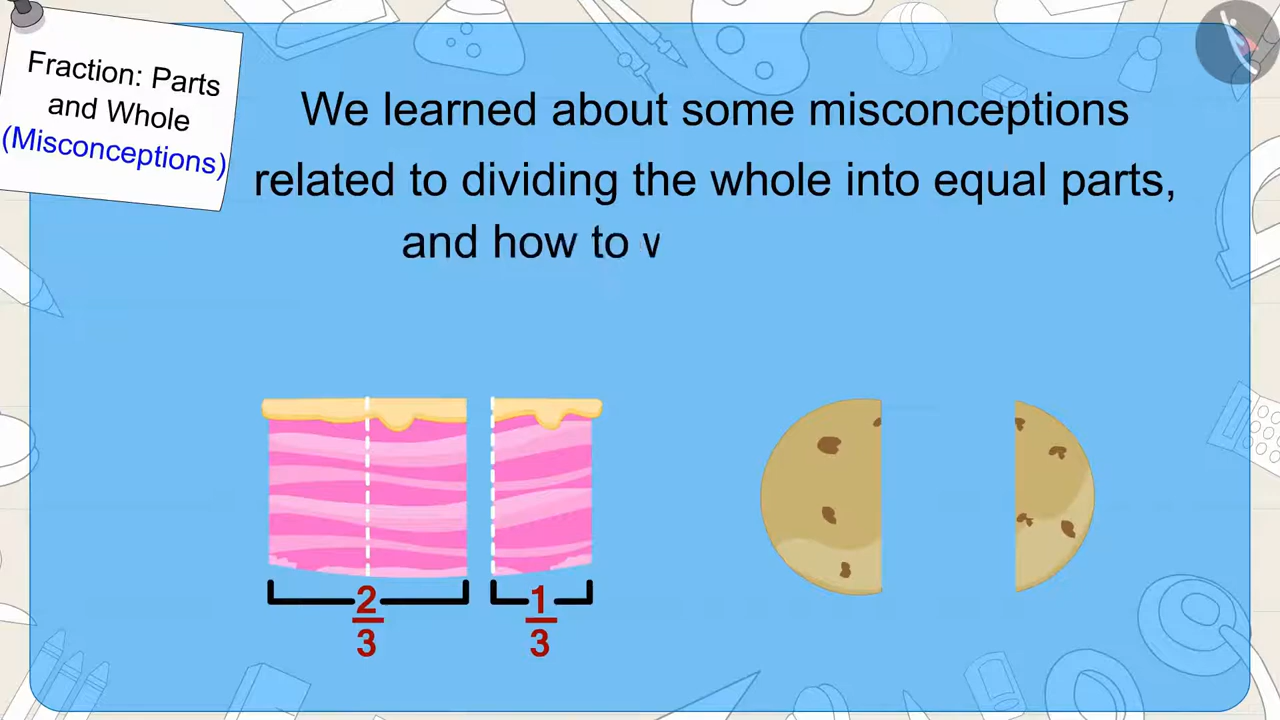 Fraction: Parts
and Whole
(Misconceptions)
We learned about some misconceptions
related to dividing the whole into equal parts,
and how to
2
3
1
3